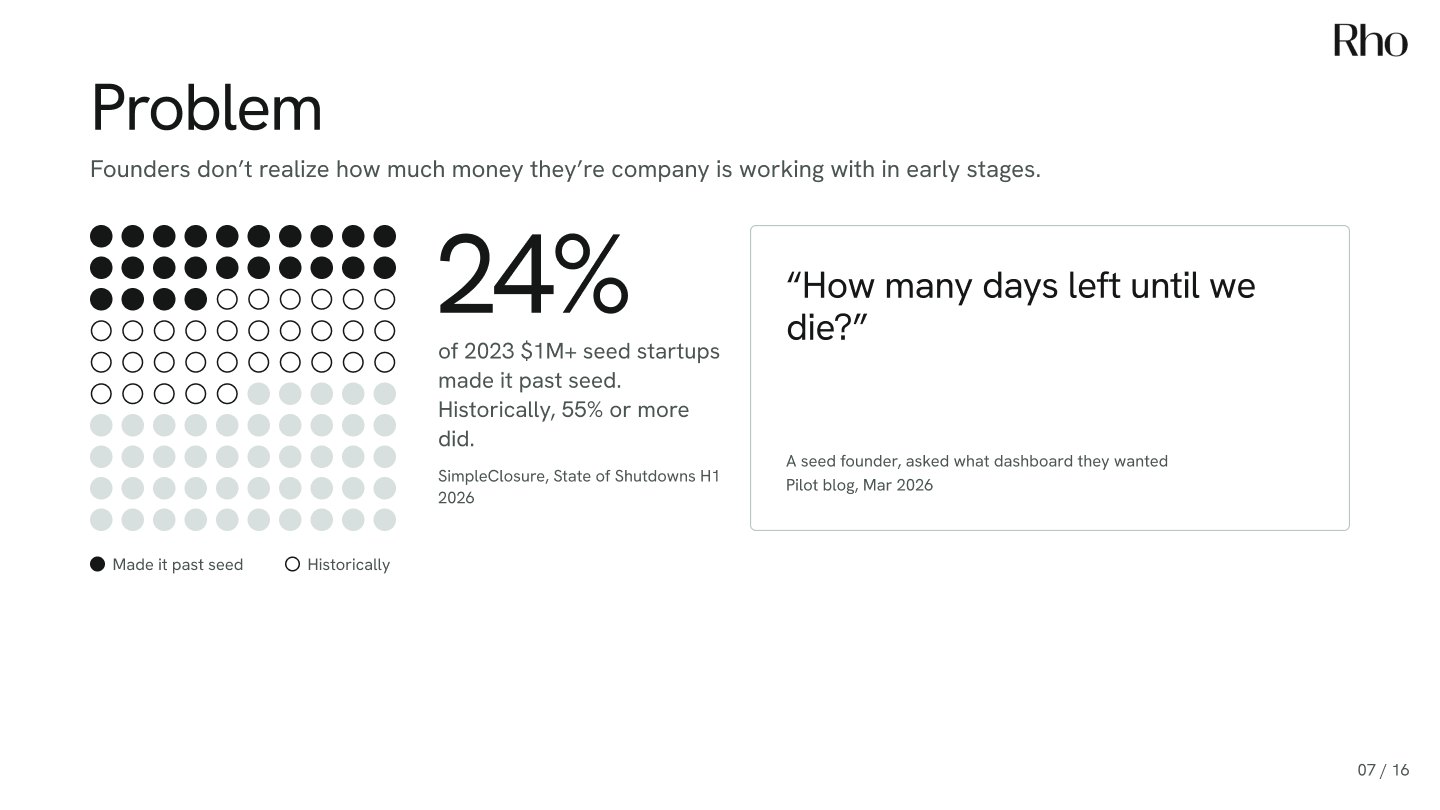 Rho
Problem
Founders don’t realize how much money they’re company is working with in early stages.
24%
of 2023 $1M+ seed startups
made it past seed.
Historically, 55% or more
did.
SimpleClosure, State of Shutdowns H1
2026
Made it past seed
Historically
“How many days left until we
die?”
A seed founder, asked what dashboard they wanted
Pilot blog, Mar 2026
07 / 16